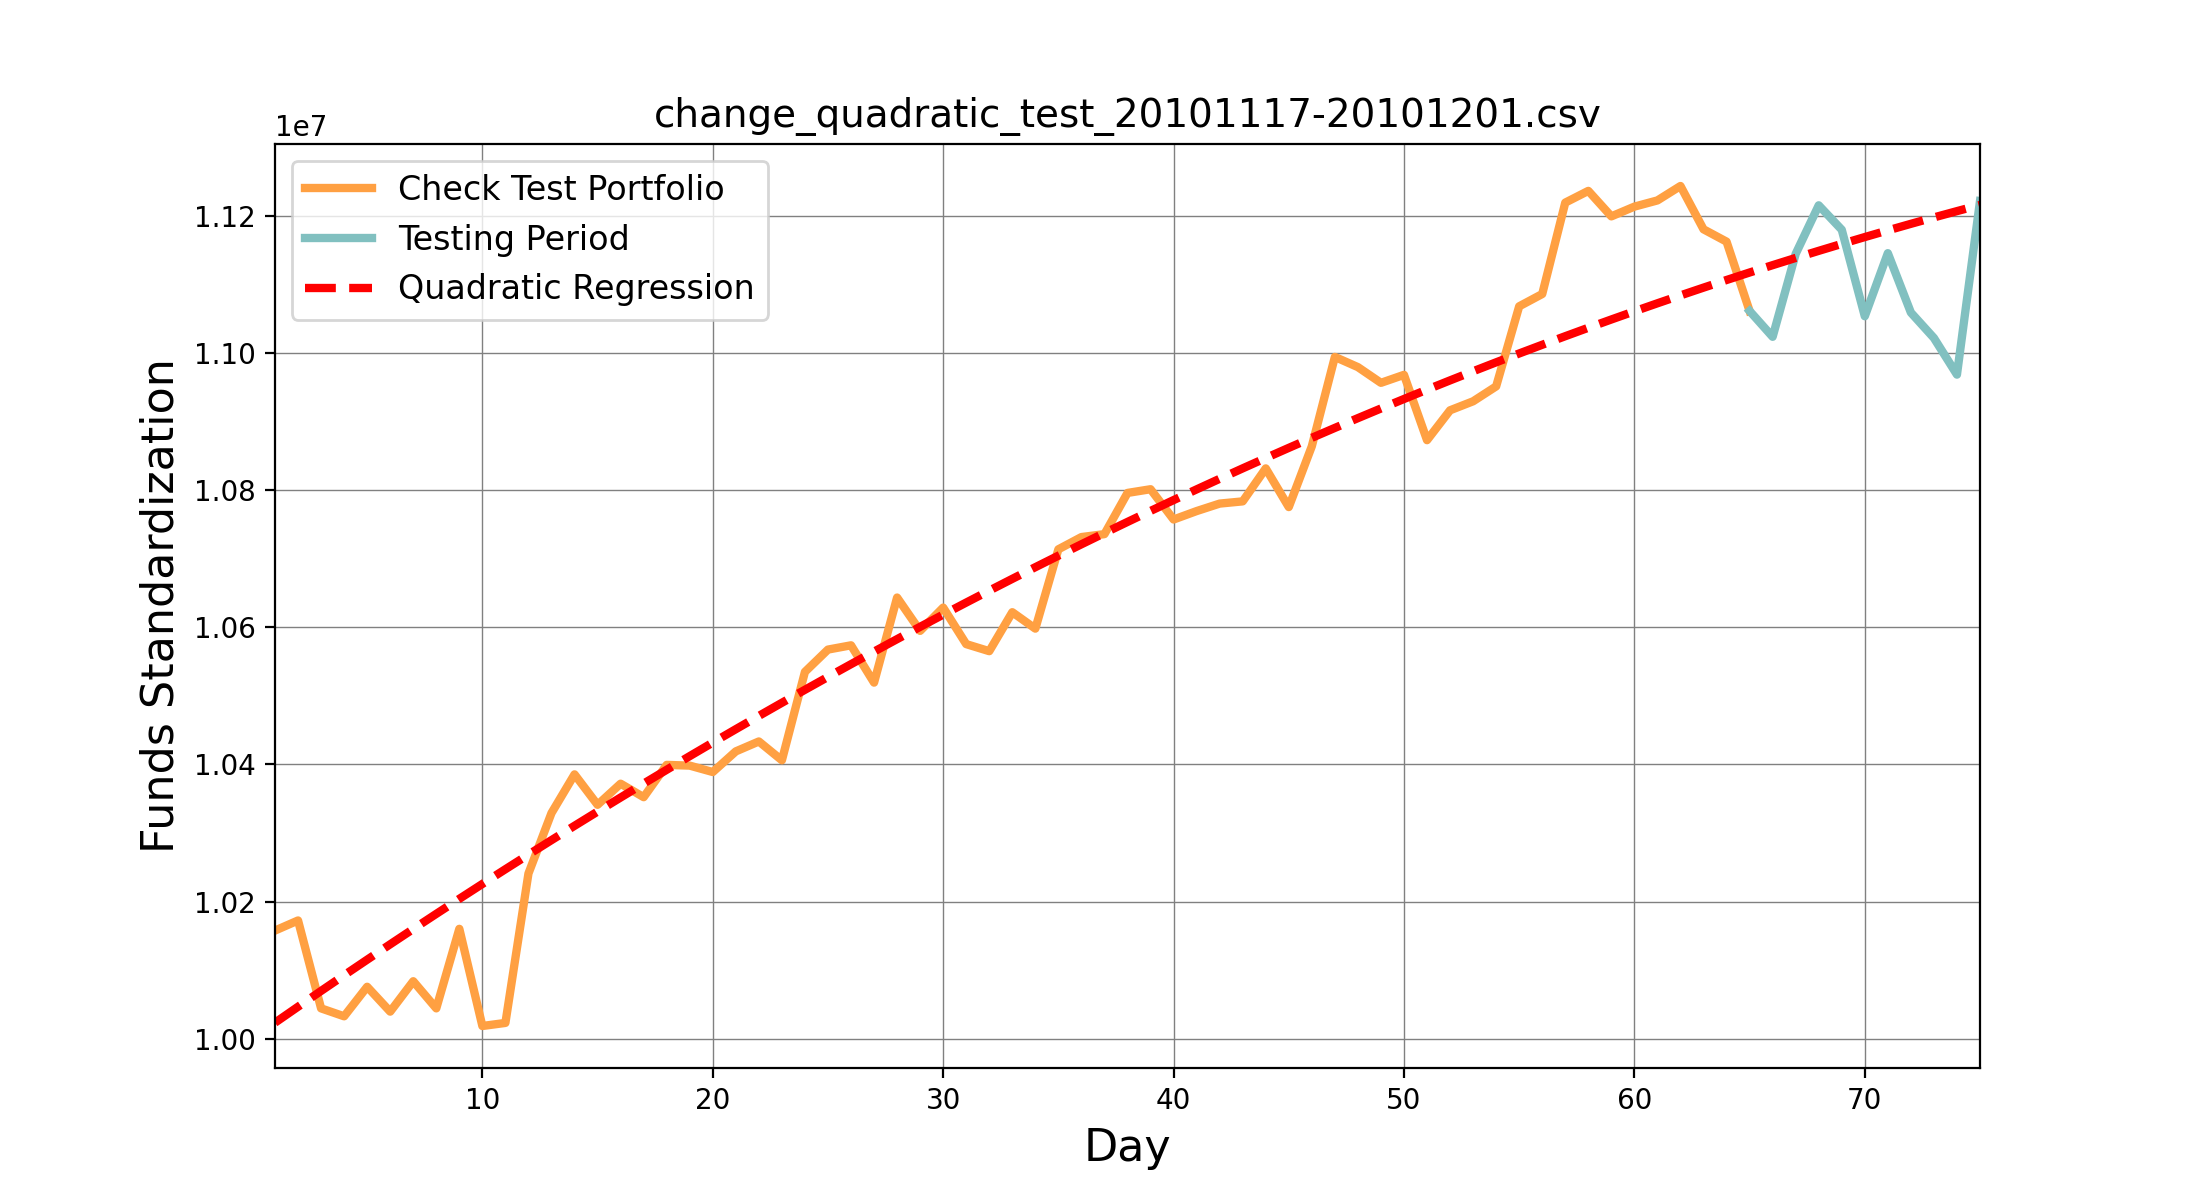 change_quadratic_test_20101117-20101201.csv
1e7
Check Test Portfolio
Testing Period
Quadratic Regression
Funds Standardization
1.12
1.10
1.08
1.06
1.04
1.02
1.00
10 20 30 40 50 60 70
Day